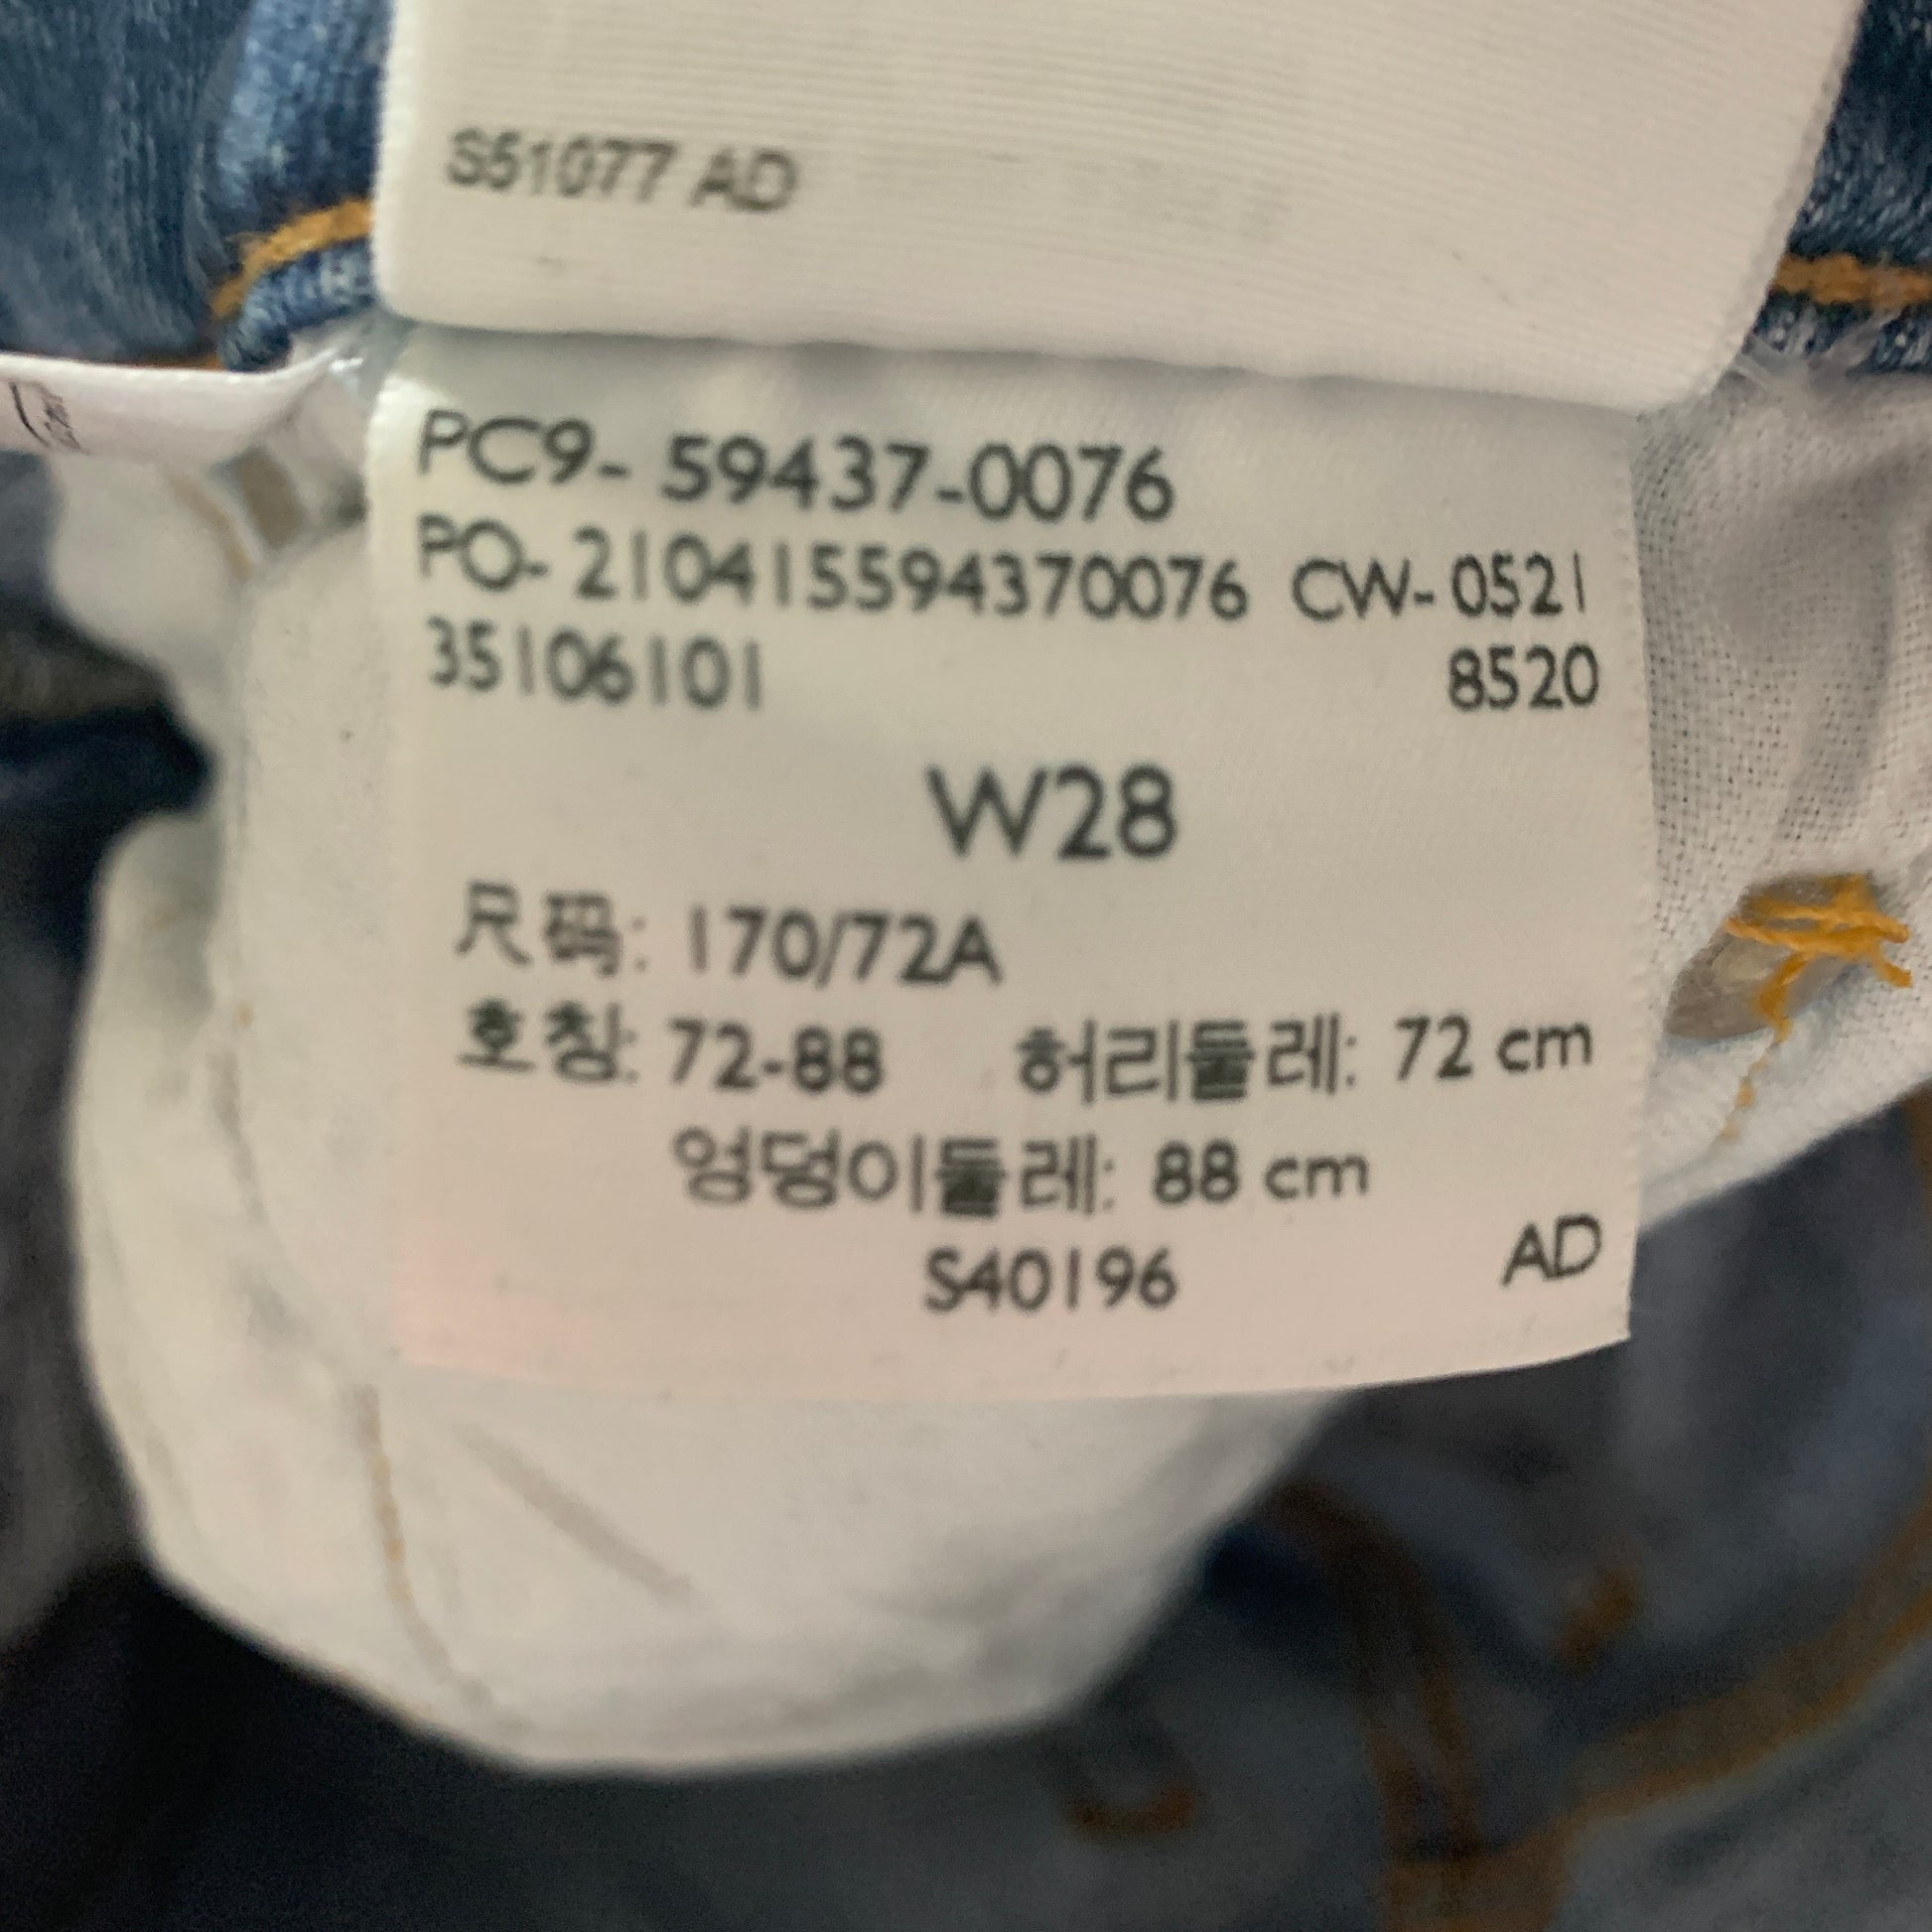 S51077 AD
PC9- 59437-0076
PO- 210415594370076 CW- 0521
35106101 8520
W28
尺码: 170/72A
호칭: 72-88 허리둘레: 72 cm
엉덩이둘레: 88 cm
S40196 AD